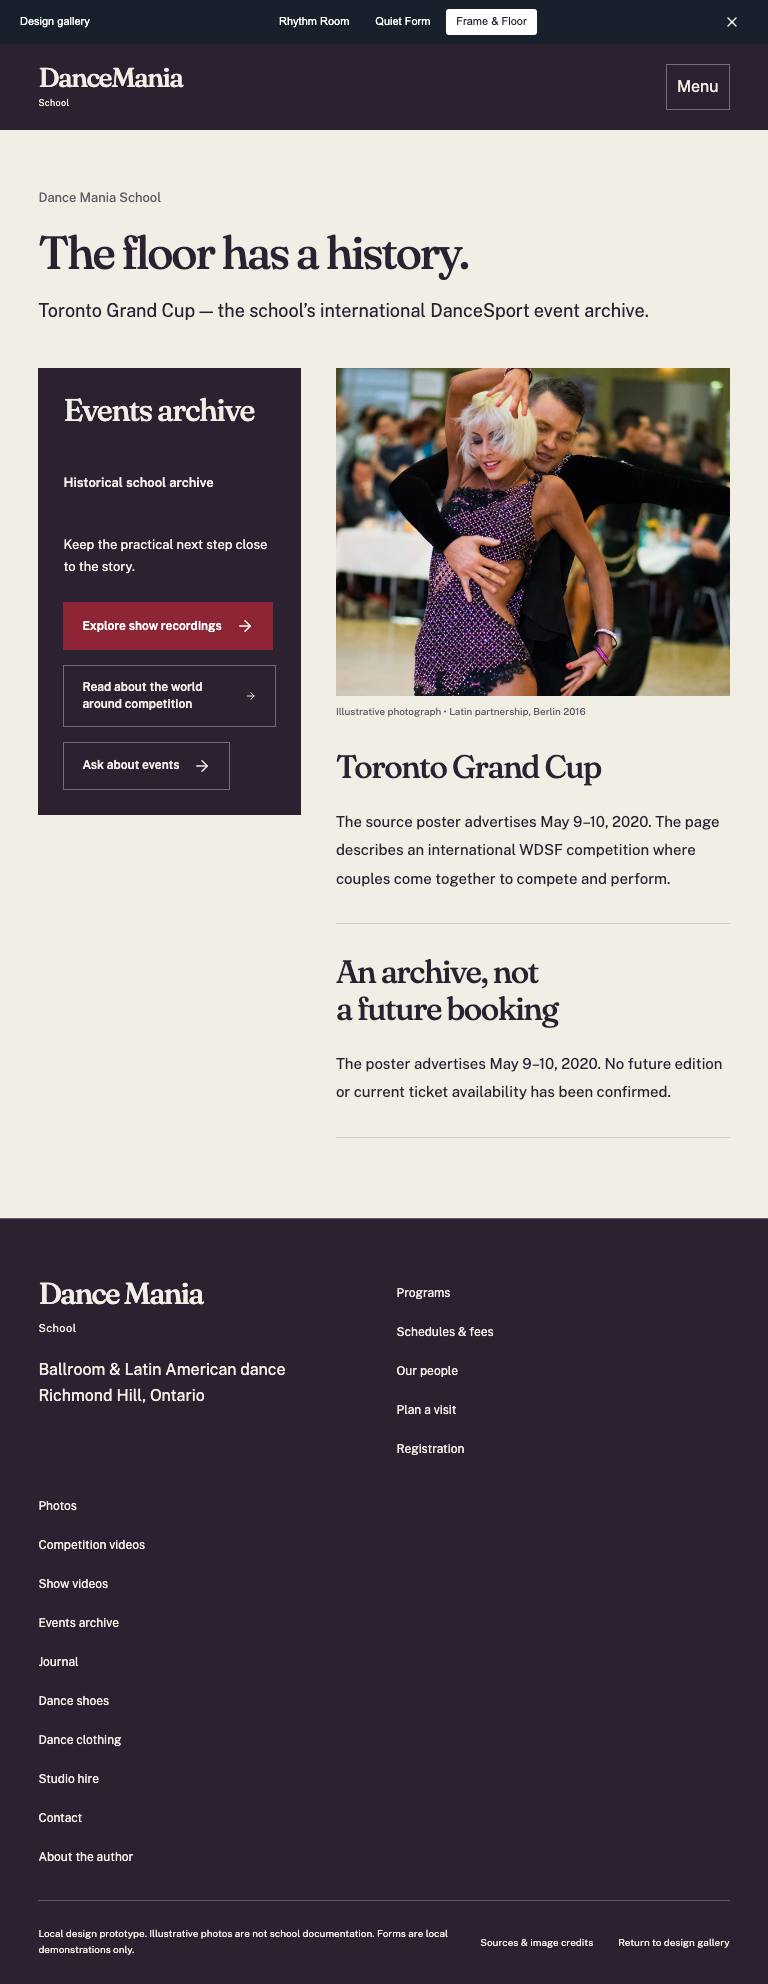 Design gallery
Rhythm Room
Quiet Form
Frame & Floor
DanceMania
School
Menu
Dance Mania School
The floor has a history.
Toronto Grand Cup — the school’s international DanceSport event archive.
Events archive
Historical school archive
Keep the practical next step close
to the story.
Explore show recordings
Read about the world
around competition
Ask about events
Illustrative photograph · Latin partnership, Berlin 2016
Toronto Grand Cup
The source poster advertises May 9–10, 2020. The page
describes an international WDSF competition where
couples come together to compete and perform.
An archive, not
a future booking
The poster advertises May 9–10, 2020. No future edition
or current ticket availability has been confirmed.
Dance Mania
School
Ballroom & Latin American dance
Richmond Hill, Ontario
Programs
Schedules & fees
Our people
Plan a visit
Registration
Photos
Competition videos
Show videos
Events archive
Journal
Dance shoes
Dance clothing
Studio hire
Contact
About the author
Local design prototype. Illustrative photos are not school documentation. Forms are local
demonstrations only.
Sources & image credits
Return to design gallery